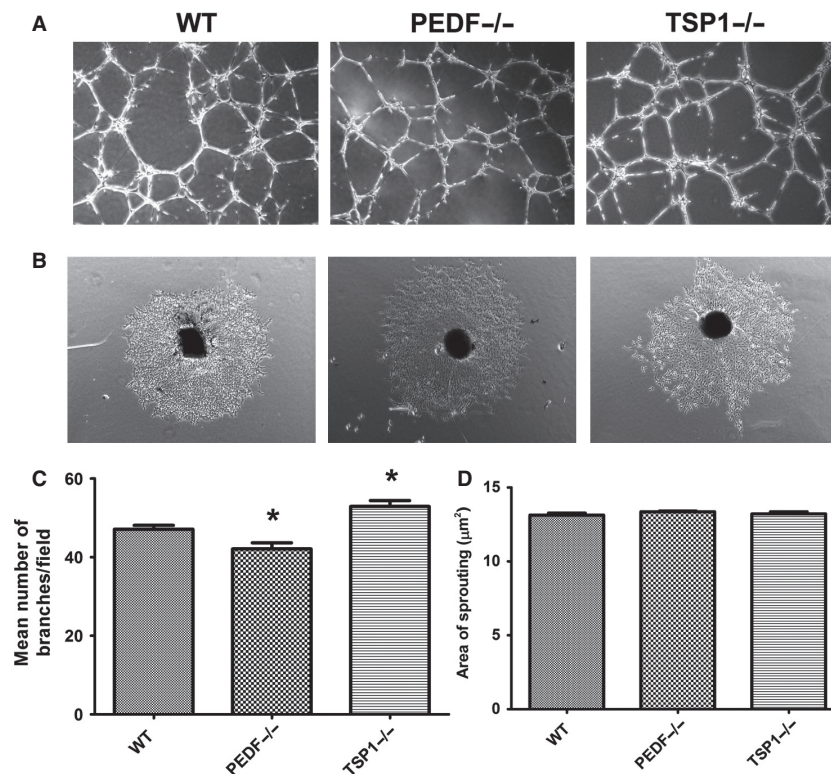 WT PEDF–/– TSP1–/–
A
B
C
60
40
20
0
Mean number of
branches/field
*
*
WT
PEDF–/–
TSP1–/–
D
15
10
5
0
Area of sprouting (µm²)
WT
PEDF–/–
TSP1–/–